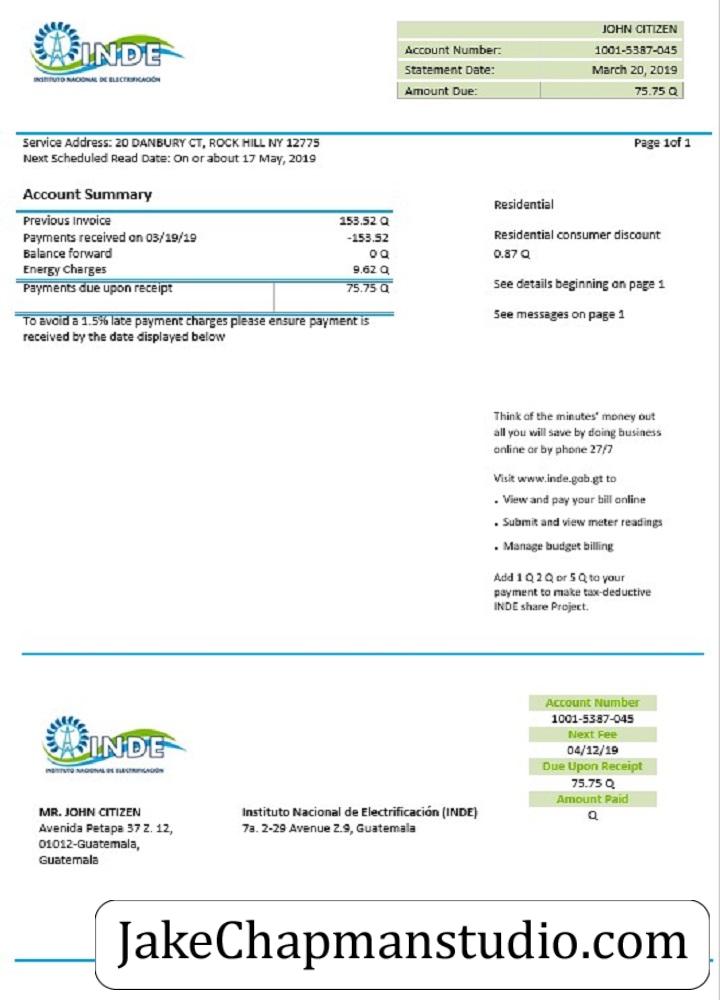 INDE
INSTITUTO NACIONAL DE ELECTRIFICACIÓN
JOHN CITIZEN
Account Number: 1001-5387-045
Statement Date: March 20, 2019
Amount Due: 75.75 Q
Service Address: 20 DANBURY CT, ROCK HILL NY 12775
Page 1of 1
Next Scheduled Read Date: On or about 17 May, 2019
Account Summary
Previous Invoice 153.52 Q
Payments received on 03/19/19 -153.52
Balance forward 0 Q
Energy Charges 9.62 Q
Payments due upon receipt 75.75 Q
To avoid a 1.5% late payment charges please ensure payment is
received by the date displayed below
Residential
Residential consumer discount
0.87 Q
See details beginning on page 1
See messages on page 1
Think of the minutes' money out
all you will save by doing business
online or by phone 27/7
Visit www.inde.gob.gt to
• View and pay your bill online
• Submit and view meter readings
• Manage budget billing
Add 1 Q 2 Q or 5 Q to your
payment to make tax-deductive
INDE share Project.
INDE
INSTITUTO NACIONAL DE ELECTRIFICACIÓN
Account Number
1001-5387-045
Next Fee
04/12/19
Due Upon Receipt
75.75 Q
Amount Paid
Q
MR. JOHN CITIZEN
Avenida Petapa 37 Z. 12,
01012-Guatemala,
Guatemala
Instituto Nacional de Electrificación (INDE)
7a. 2-29 Avenue Z.9, Guatemala
JakeChapmanstudio.com